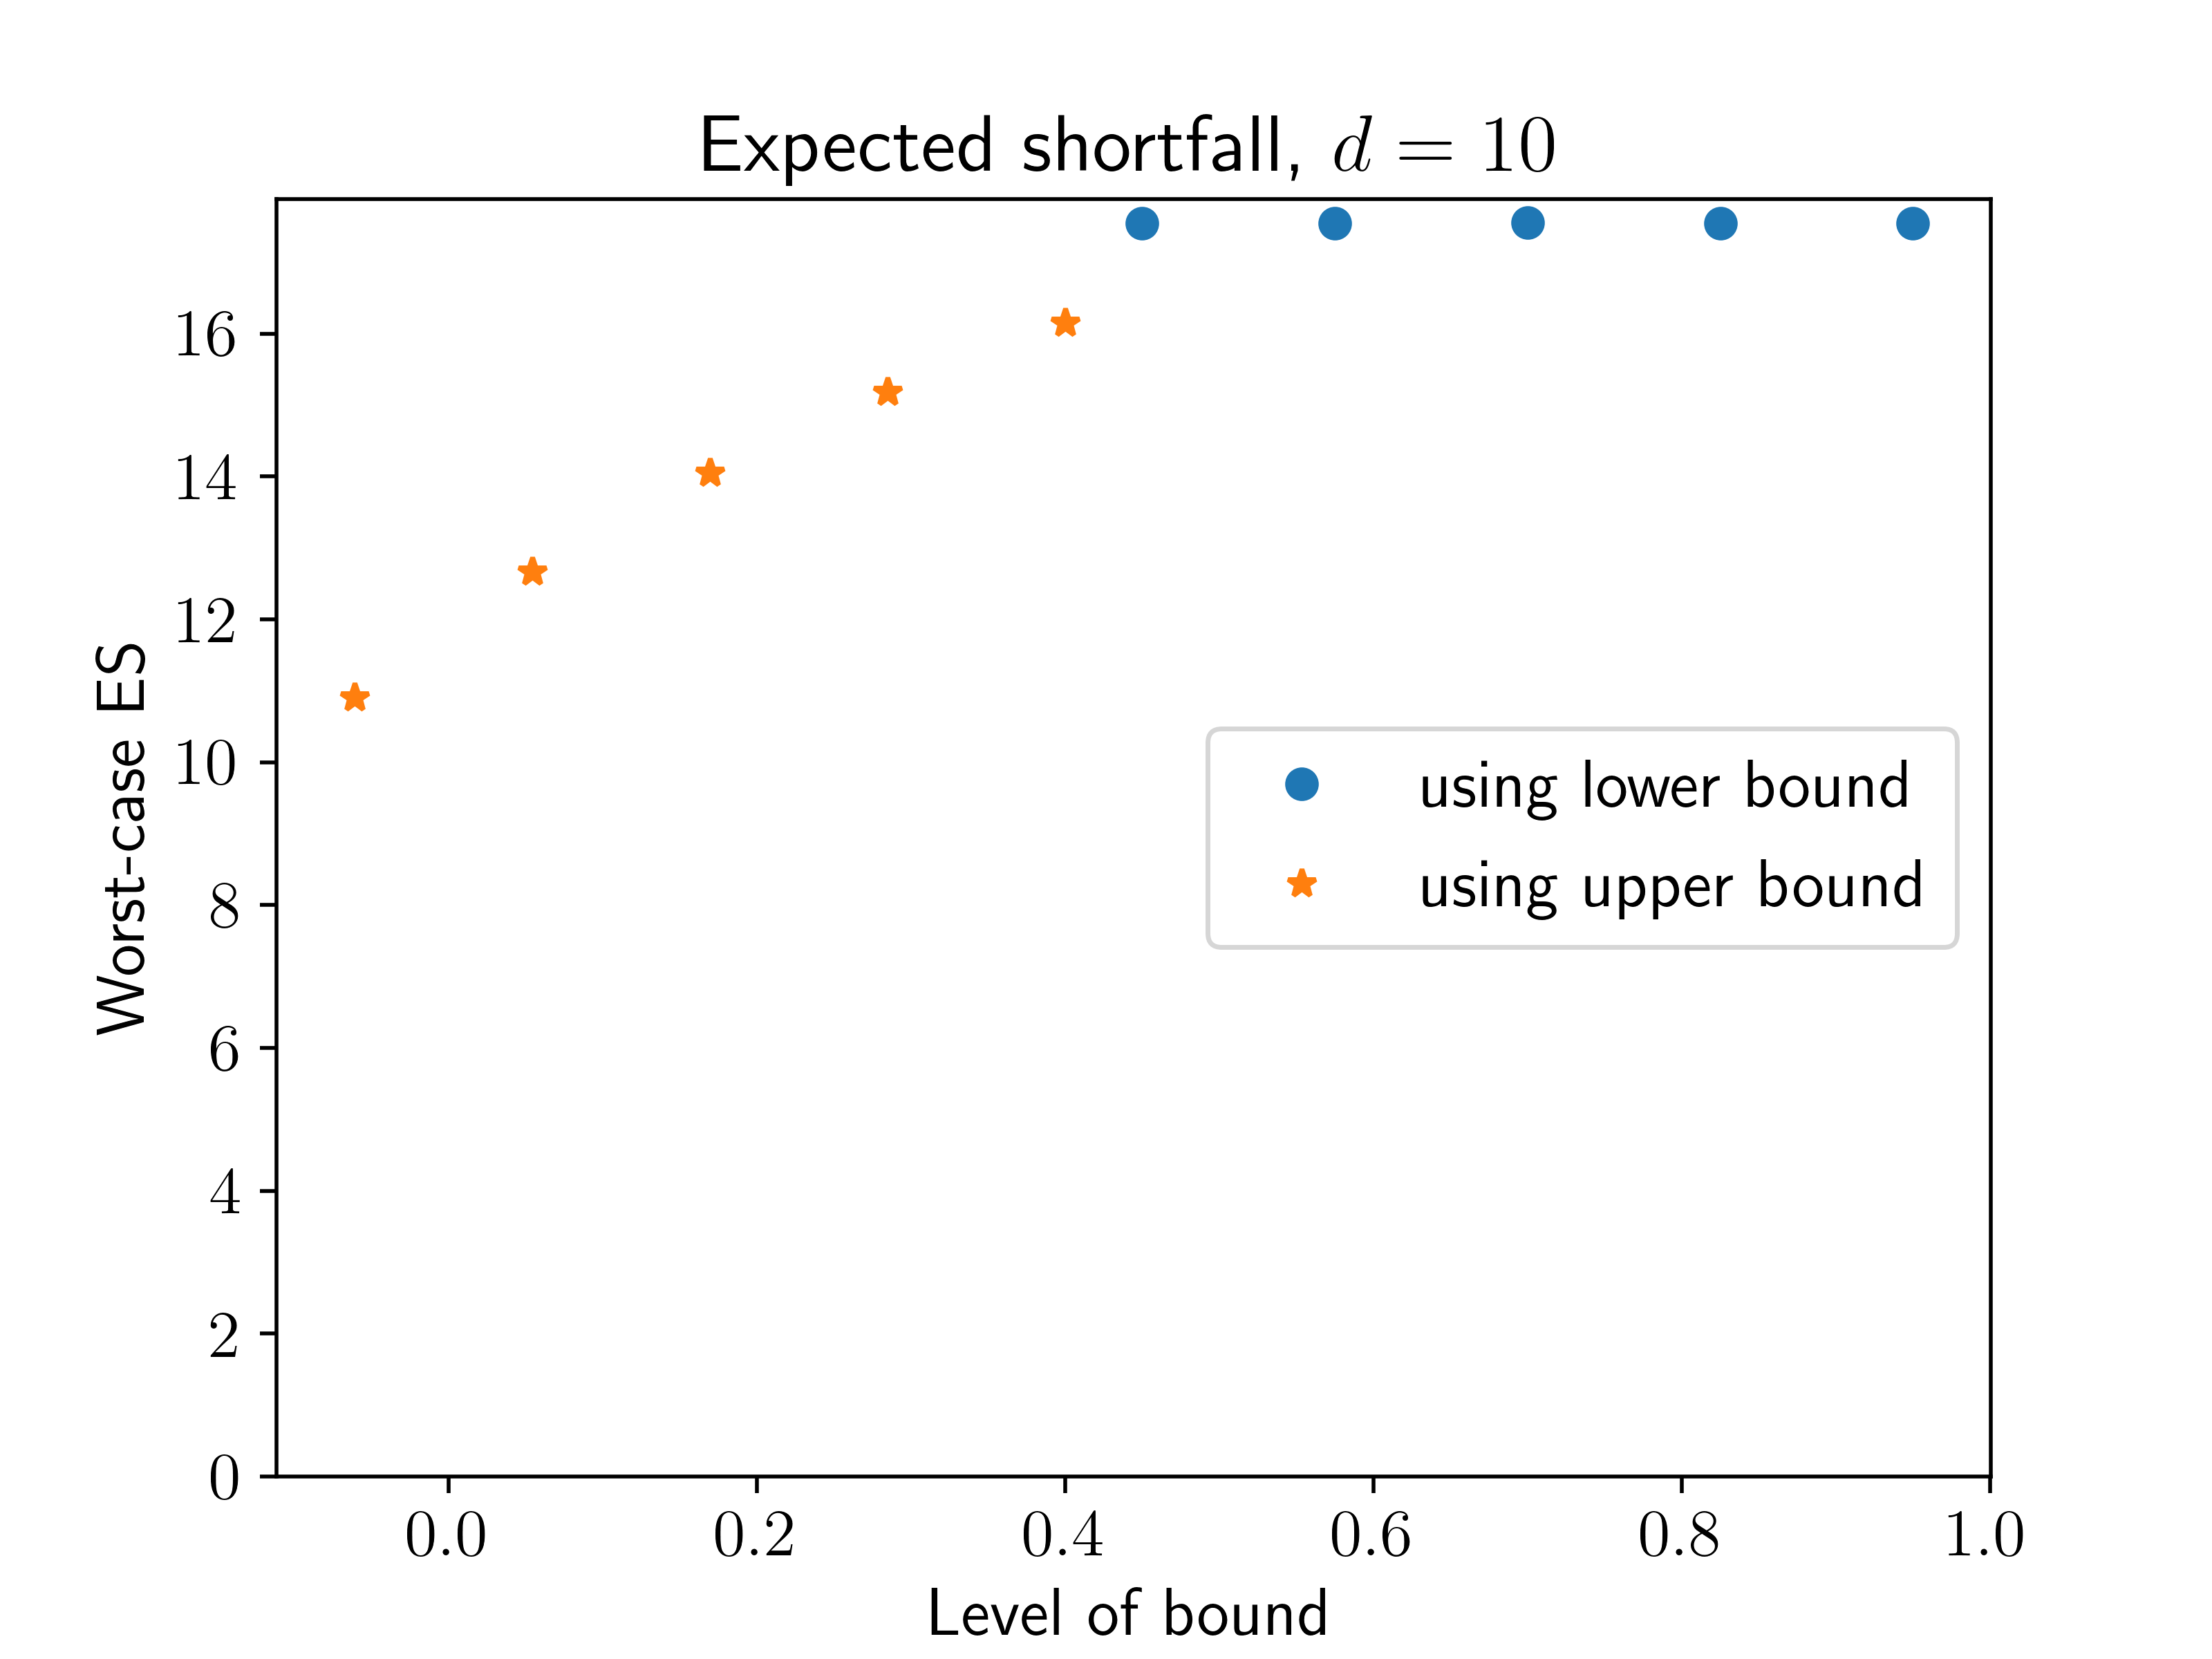 Expected shortfall, d = 10
Worst-case ES
16
14
12
10
8
6
4
2
0
using lower bound
using upper bound
0.0 0.2 0.4 0.6 0.8 1.0
Level of bound